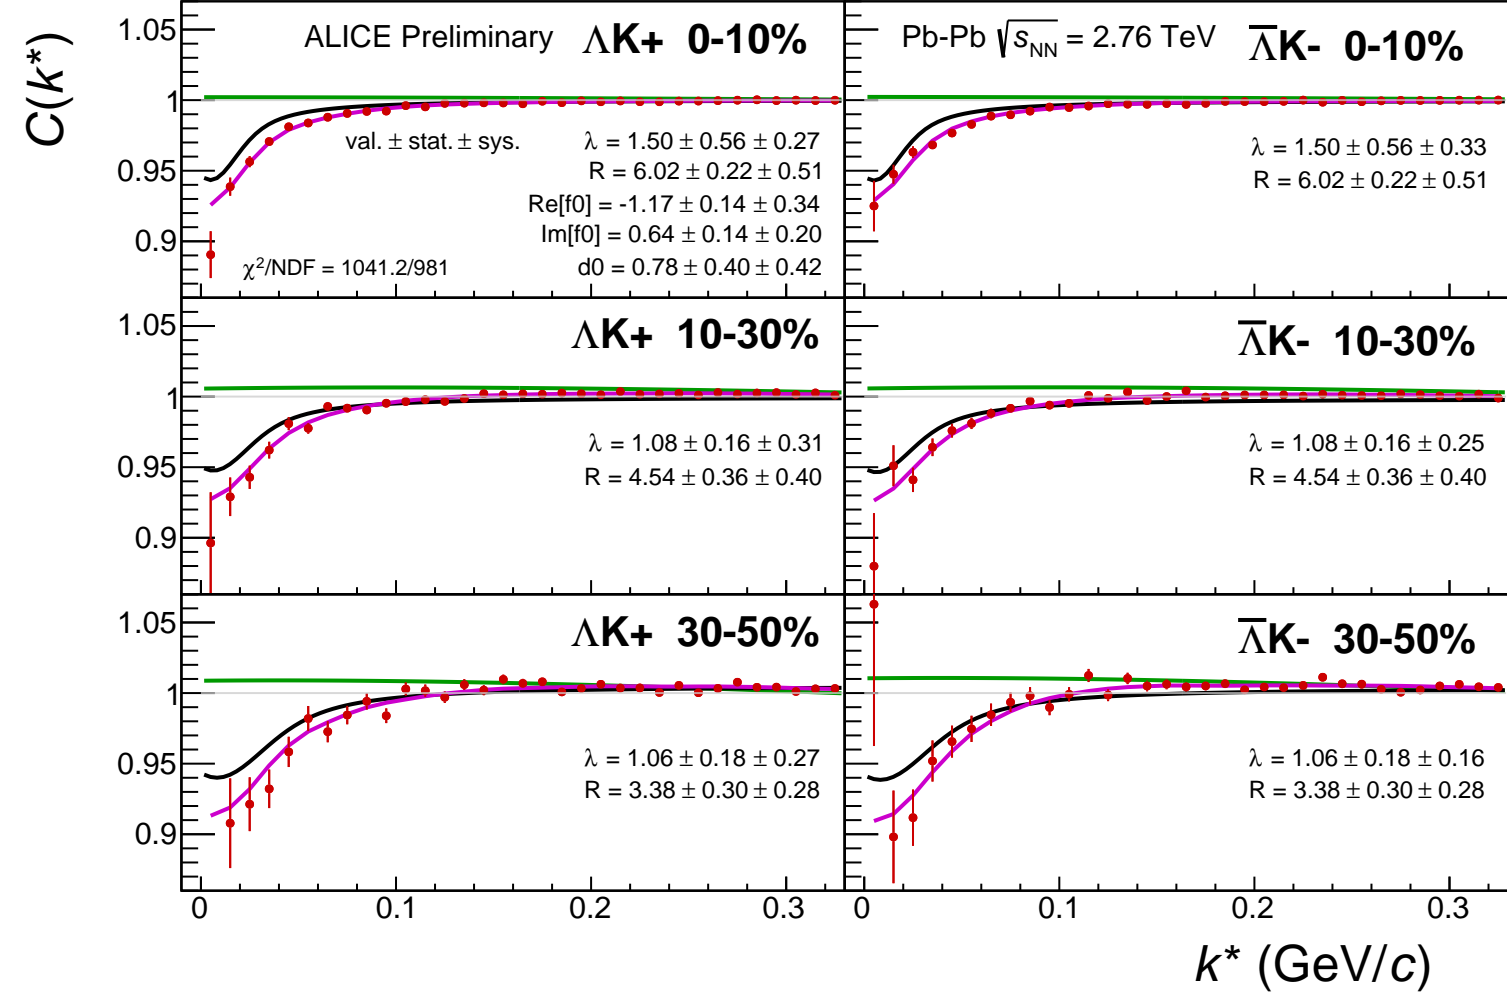 C(k*)
ALICE Preliminary ΛK+ 0-10%
1.05
1
0.95
0.9
val. ± stat. ± sys.
λ = 1.50 ± 0.56 ± 0.27
R = 6.02 ± 0.22 ± 0.51
Re[f0] = -1.17 ± 0.14 ± 0.34
Im[f0] = 0.64 ± 0.14 ± 0.20
χ²/NDF = 1041.2/981
d0 = 0.78 ± 0.40 ± 0.42
Pb-Pb √s_NN = 2.76 TeV Λ̅K- 0-10%
λ = 1.50 ± 0.56 ± 0.33
R = 6.02 ± 0.22 ± 0.51
ΛK+ 10-30%
1.05
1
0.95
0.9
λ = 1.08 ± 0.16 ± 0.31
R = 4.54 ± 0.36 ± 0.40
Λ̅K- 10-30%
λ = 1.08 ± 0.16 ± 0.25
R = 4.54 ± 0.36 ± 0.40
ΛK+ 30-50%
1.05
1
0.95
0.9
λ = 1.06 ± 0.18 ± 0.27
R = 3.38 ± 0.30 ± 0.28
Λ̅K- 30-50%
λ = 1.06 ± 0.18 ± 0.16
R = 3.38 ± 0.30 ± 0.28
0 0.1 0.2 0.3 0 0.1 0.2 0.3
k* (GeV/c)